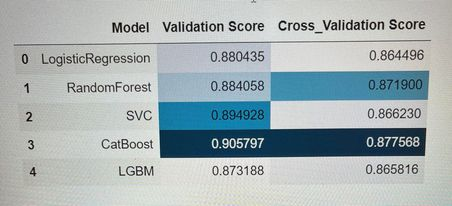 Model Validation Score Cross_Validation Score
0 LogisticRegression 0.880435 0.864496
1 RandomForest 0.884058 0.871900
2 SVC 0.894928 0.866230
3 CatBoost 0.905797 0.877568
4 LGBM 0.873188 0.865816